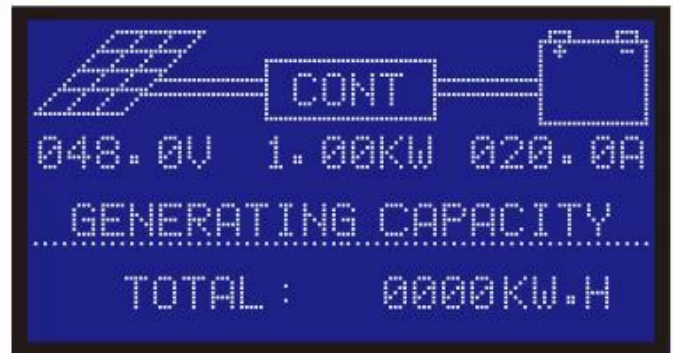 CONT
+ -
048.0V 1.00KW 020.0A
GENERATING CAPACITY
TOTAL: 0000KW.H